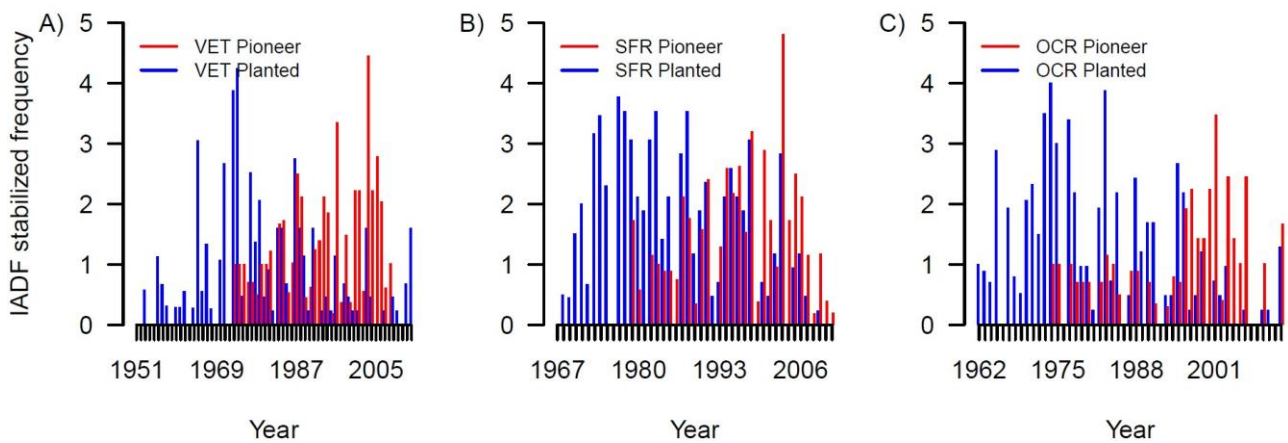 A)
IADF stabilized frequency
5
4
3
2
1
0
VET Pioneer
VET Planted
1951 1969 1987 2005
Year
B)
5
4
3
2
1
0
SFR Pioneer
SFR Planted
1967 1980 1993 2006
Year
C)
5
4
3
2
1
0
OCR Pioneer
OCR Planted
1962 1975 1988 2001
Year